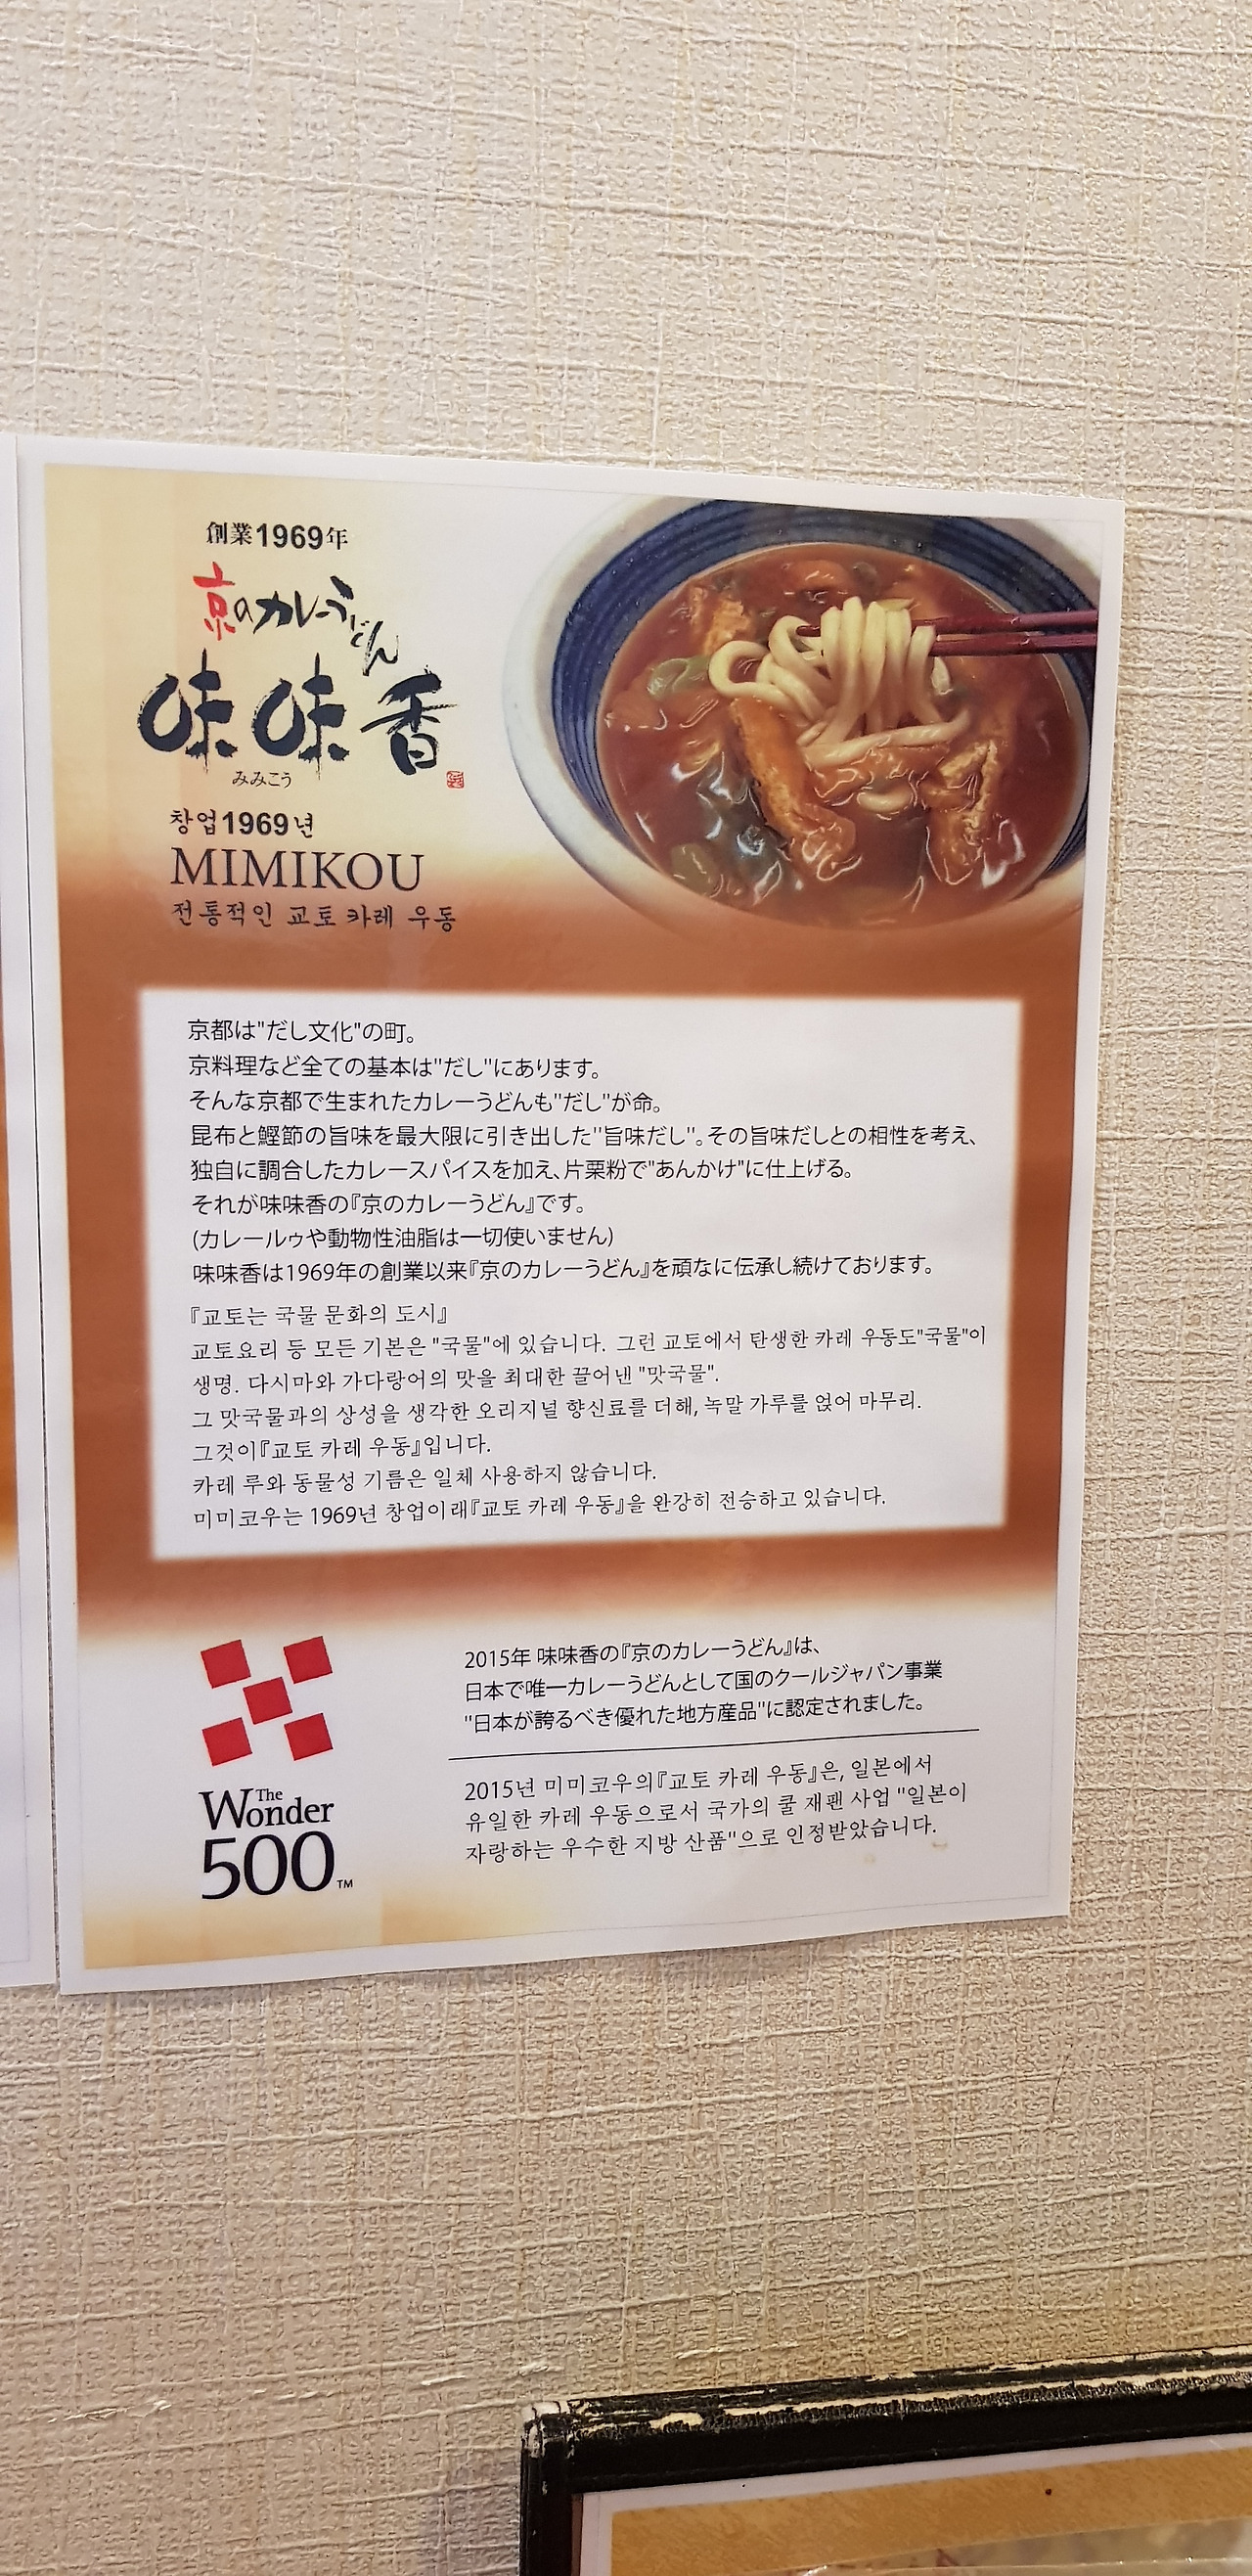 創業1969年
京のカレーうどん
味味香
みみこう
창업1969년
MIMIKOU
전통적인 교토 카레 우동
京都は"だし文化"の町。
京料理など全ての基本は"だし"にあります。
そんな京都で生まれたカレーうどんも"だし"が命。
昆布と鰹節の旨味を最大限に引き出した"旨味だし"。その旨味だしとの相性を考え、
独自に調合したカレースパイスを加え、片栗粉で"あんかけ"に仕上げる。
それが味味香の『京のカレーうどん』です。
(カレールゥや動物性油脂は一切使いません)
味味香は1969年の創業以来『京のカレーうどん』を頑なに伝承し続けております。
『교토는 국물 문화의 도시』
교토요리 등 모든 기본은 "국물"에 있습니다. 그런 교토에서 탄생한 카레 우동도"국물"이
생명. 다시마와 가다랑어의 맛을 최대한 끌어낸 "맛국물".
그 맛국물과의 상성을 생각한 오리지널 향신료를 더해, 녹말 가루를 얹어 마무리.
그것이『교토 카레 우동』입니다.
카레 루와 동물성 기름은 일체 사용하지 않습니다.
미미코우는 1969년 창업이래『교토 카레 우동』을 완강히 전승하고 있습니다.
2015年 味味香の『京のカレーうどん』は、
日本で唯一カレーうどんとして国のクールジャパン事業
"日本が誇るべき優れた地方産品"に認定されました。
2015년 미미코우의『교토 카레 우동』은, 일본에서
유일한 카레 우동으로서 국가의 쿨 재팬 사업 "일본이
자랑하는 우수한 지방 산품"으로 인정받았습니다.
The
Wonder
500™